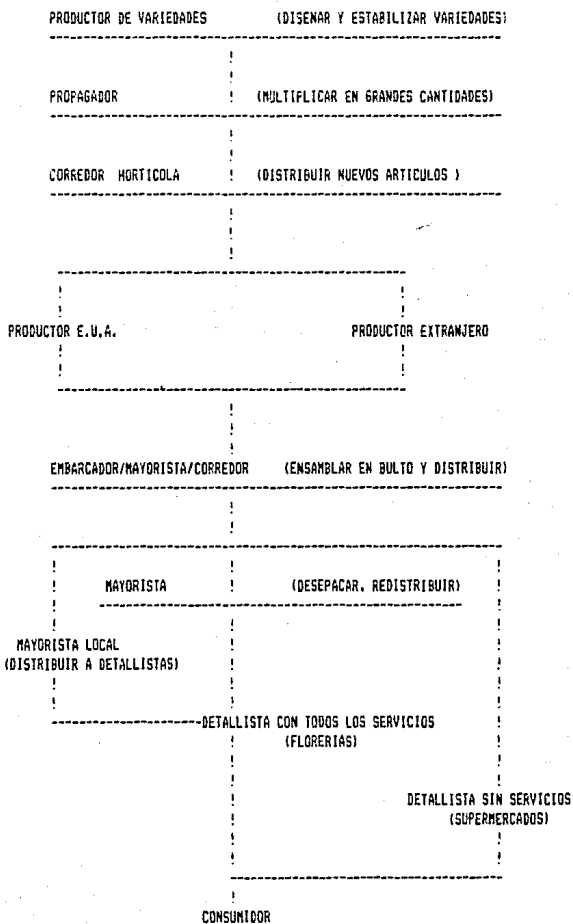 PRODUCTOR DE VARIEDADES (DISENAR Y ESTABILIZAR VARIEDADES)
PROPAGADOR (MULTIPLICAR EN GRANDES CANTIDADES)
CORREDOR HORTICOLA (DISTRIBUIR NUEVOS ARTICULOS )
PRODUCTOR E.U.A. PRODUCTOR EXTRANJERO
EMBARCADOR/MAYORISTA/CORREDOR (ENSAMBLAR EN BULTO Y DISTRIBUIR)
MAYORISTA (DESEPACAR, REDISTRIBUIR)
MAYORISTA LOCAL
(DISTRIBUIR A DETALLISTAS)
DETALLISTA CON TODOS LOS SERVICIOS
(FLORERIAS)
DETALLISTA SIN SERVICIOS
(SUPERMERCADOS)
CONSUMIDOR